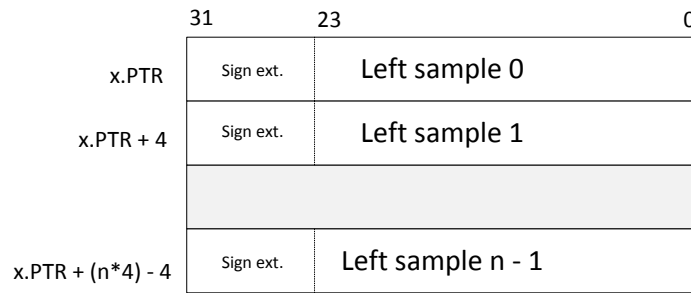 31 23 0
x.PTR Sign ext. Left sample 0
x.PTR + 4 Sign ext. Left sample 1
x.PTR + (n*4) - 4 Sign ext. Left sample n - 1